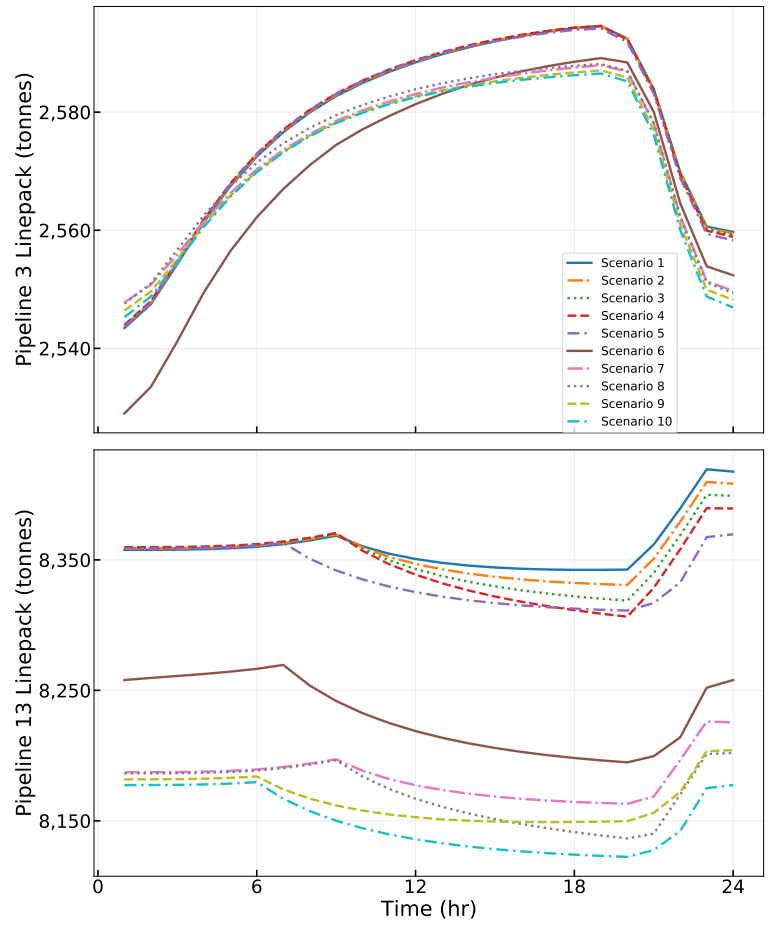 Pipeline 3 Linepack (tonnes)
2,580
2,560
2,540
Scenario 1
Scenario 2
Scenario 3
Scenario 4
Scenario 5
Scenario 6
Scenario 7
Scenario 8
Scenario 9
Scenario 10
Pipeline 13 Linepack (tonnes)
8,350
8,250
8,150
0 6 12 18 24
Time (hr)